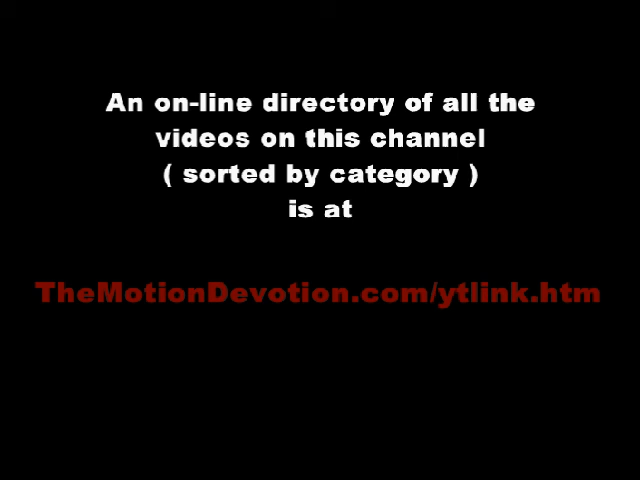 An on-line directory of all the
videos on this channel
( sorted by category )
is at
TheMotionDevotion.com/ytlink.htm